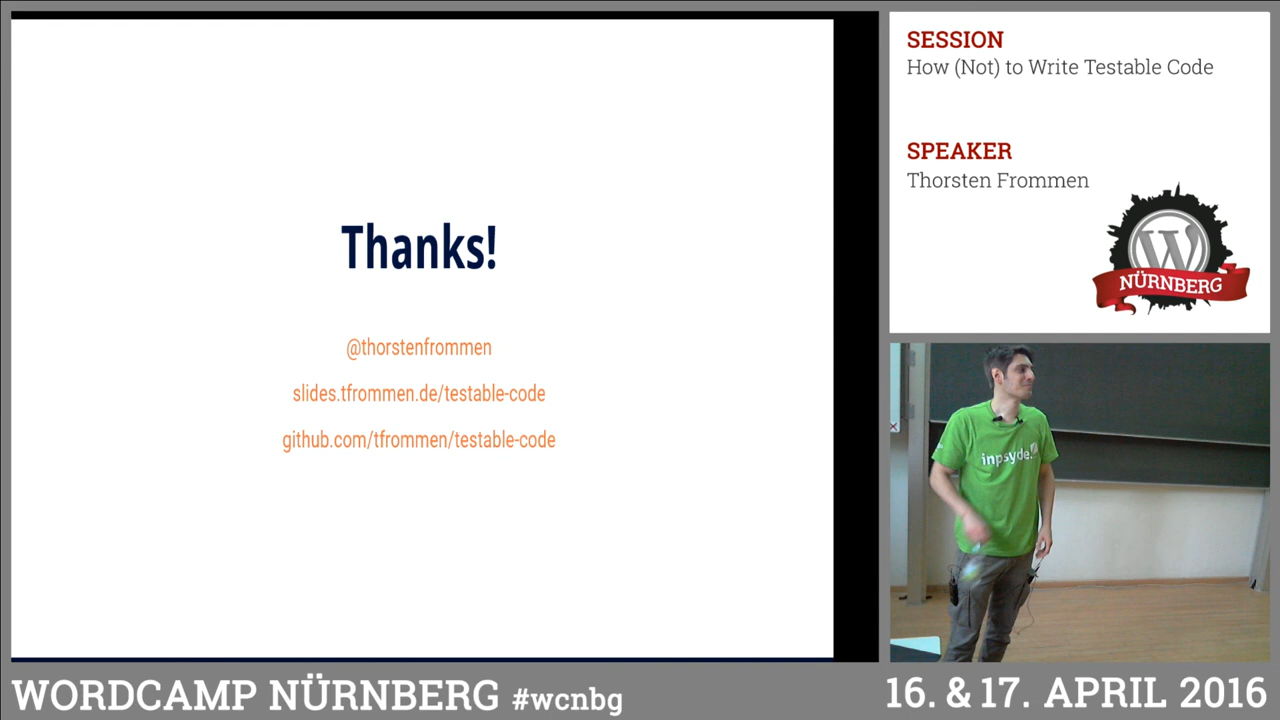 Thanks!
@thorstenfrommen
slides.tfrommen.de/testable-code
github.com/tfrommen/testable-code
SESSION
How (Not) to Write Testable Code
SPEAKER
Thorsten Frommen
W
NÜRNBERG
inpsyde
WORDCAMP NÜRNBERG #wcnbg
16. & 17. APRIL 2016